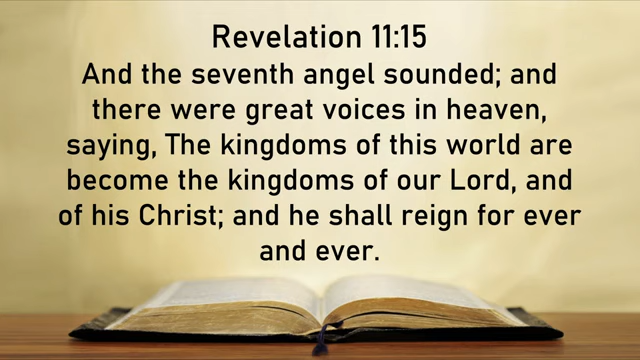 Revelation 11:15
And the seventh angel sounded; and
there were great voices in heaven,
saying, The kingdoms of this world are
become the kingdoms of our Lord, and
of his Christ; and he shall reign for ever
and ever.